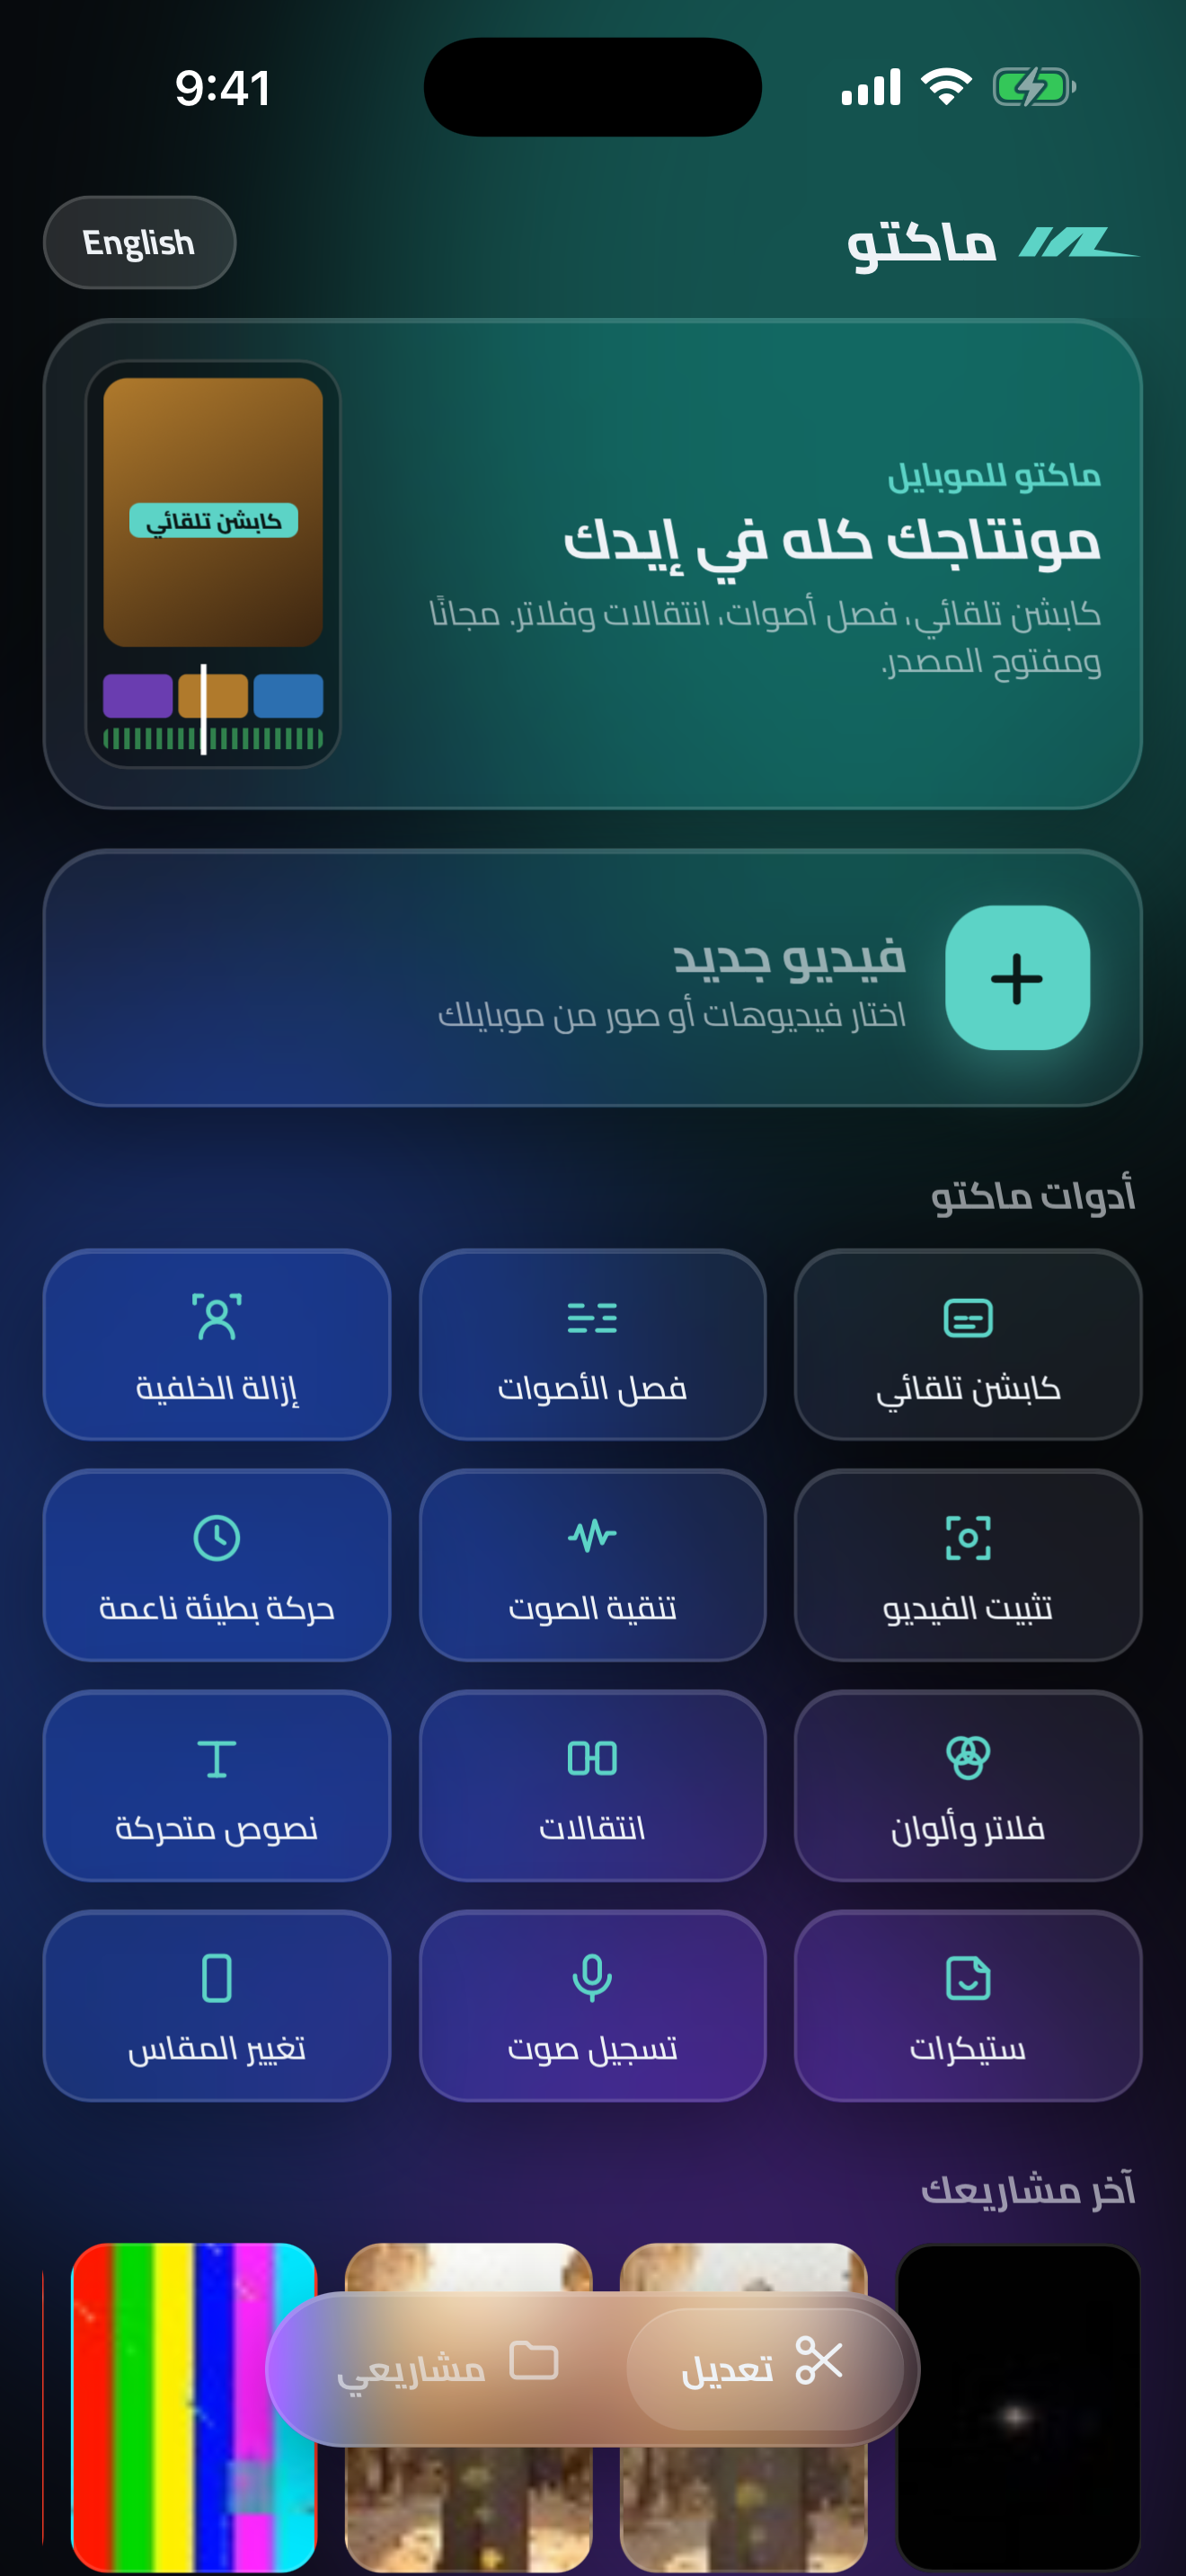 9:41
ماكتو
English
ماكتو للموبايل
مونتاجك كله في إيدك
كابشن تلقائي، فصل أصوات، انتقالات وفلاتر. مجانًا
ومفتوح المصدر.
كابشن تلقائي
فيديو جديد
اختار فيديوهات أو صور من موبايلك
أدوات ماكتو
كابشن تلقائي
فصل الأصوات
إزالة الخلفية
تثبيت الفيديو
تنقية الصوت
حركة بطيئة ناعمة
فلاتر وألوان
انتقالات
نصوص متحركة
ستيكرات
تسجيل صوت
تغيير المقاس
آخر مشاريعك
تعديل
مشاريعي